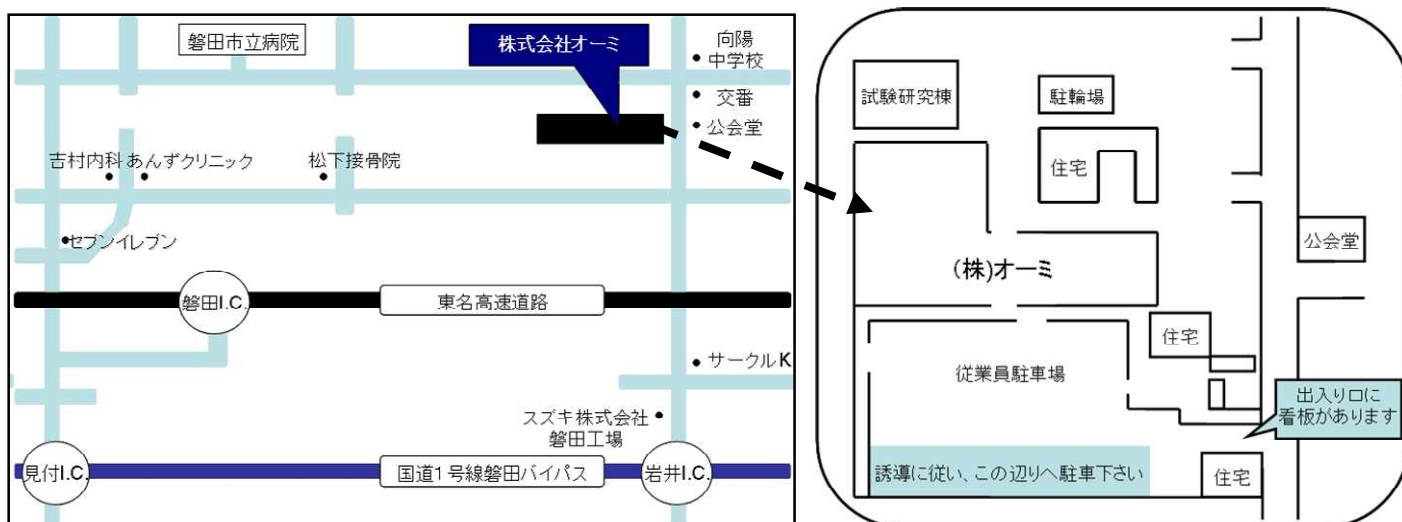 磐田市立病院
株式会社オーミ
向陽
中学校
交番
公会堂
吉村内科
あんずクリニック
松下接骨院
セブンイレブン
磐田I.C.
東名高速道路
サークルK
スズキ株式会社
磐田工場
見付I.C.
国道1号線磐田バイパス
岩井I.C.
試験研究棟
駐輪場
住宅
公会堂
(株)オーミ
住宅
従業員駐車場
出入り口に
看板があります
誘導に従い、この辺りへ駐車下さい
住宅